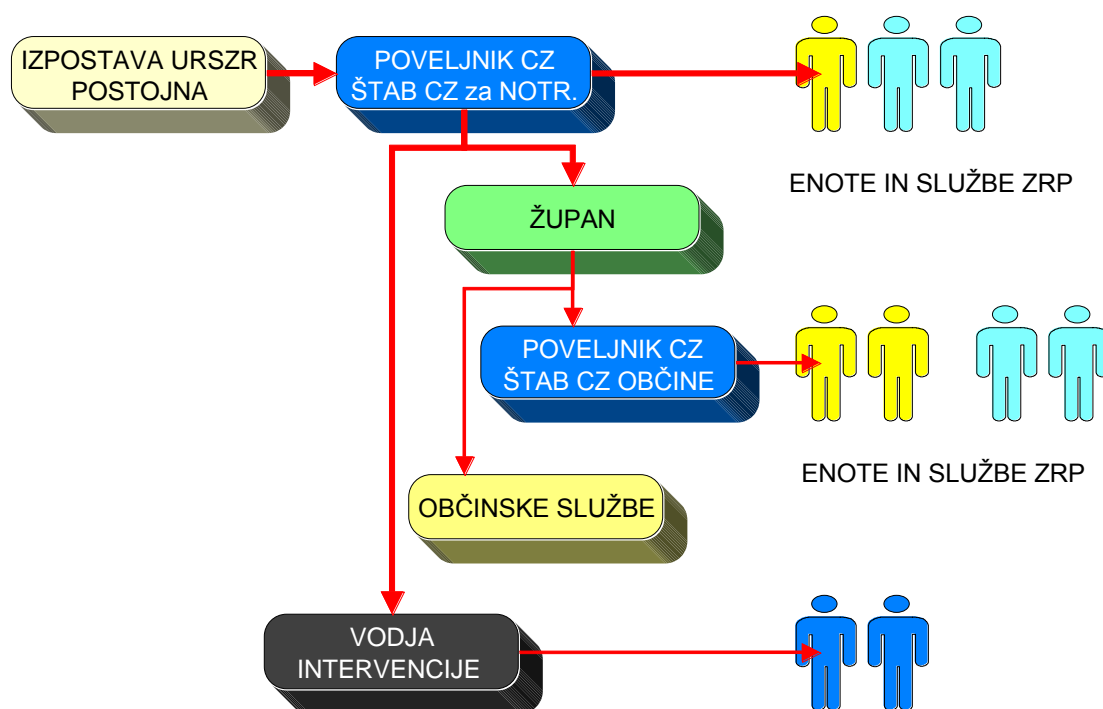 IZPOSTAVA URSZR
POSTOJNA
POVELJNIK CZ
ŠTAB CZ za NOTR.
ENOTE IN SLUŽBE ZRP
ŽUPAN
POVELJNIK CZ
ŠTAB CZ OBČINE
ENOTE IN SLUŽBE ZRP
OBČINSKE SLUŽBE
VODJA
INTERVENCIJE